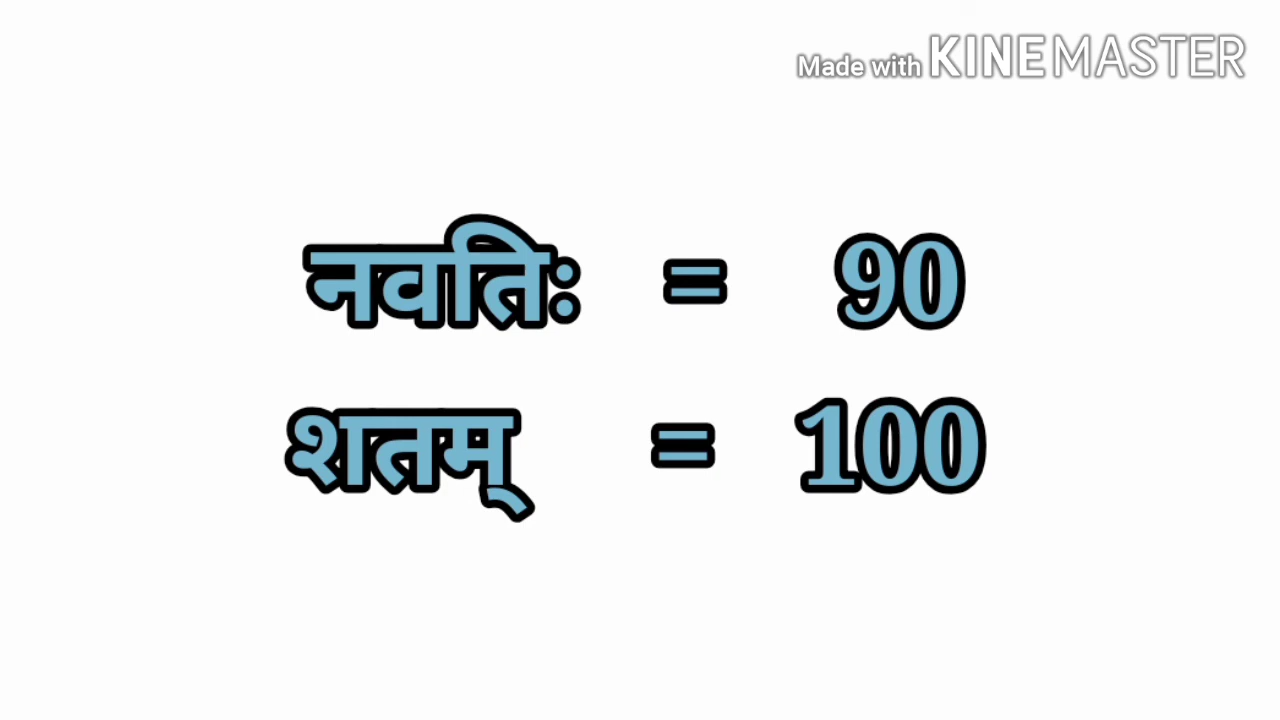 Made with KINEMASTER
नवतिः = 90
शतम् = 100